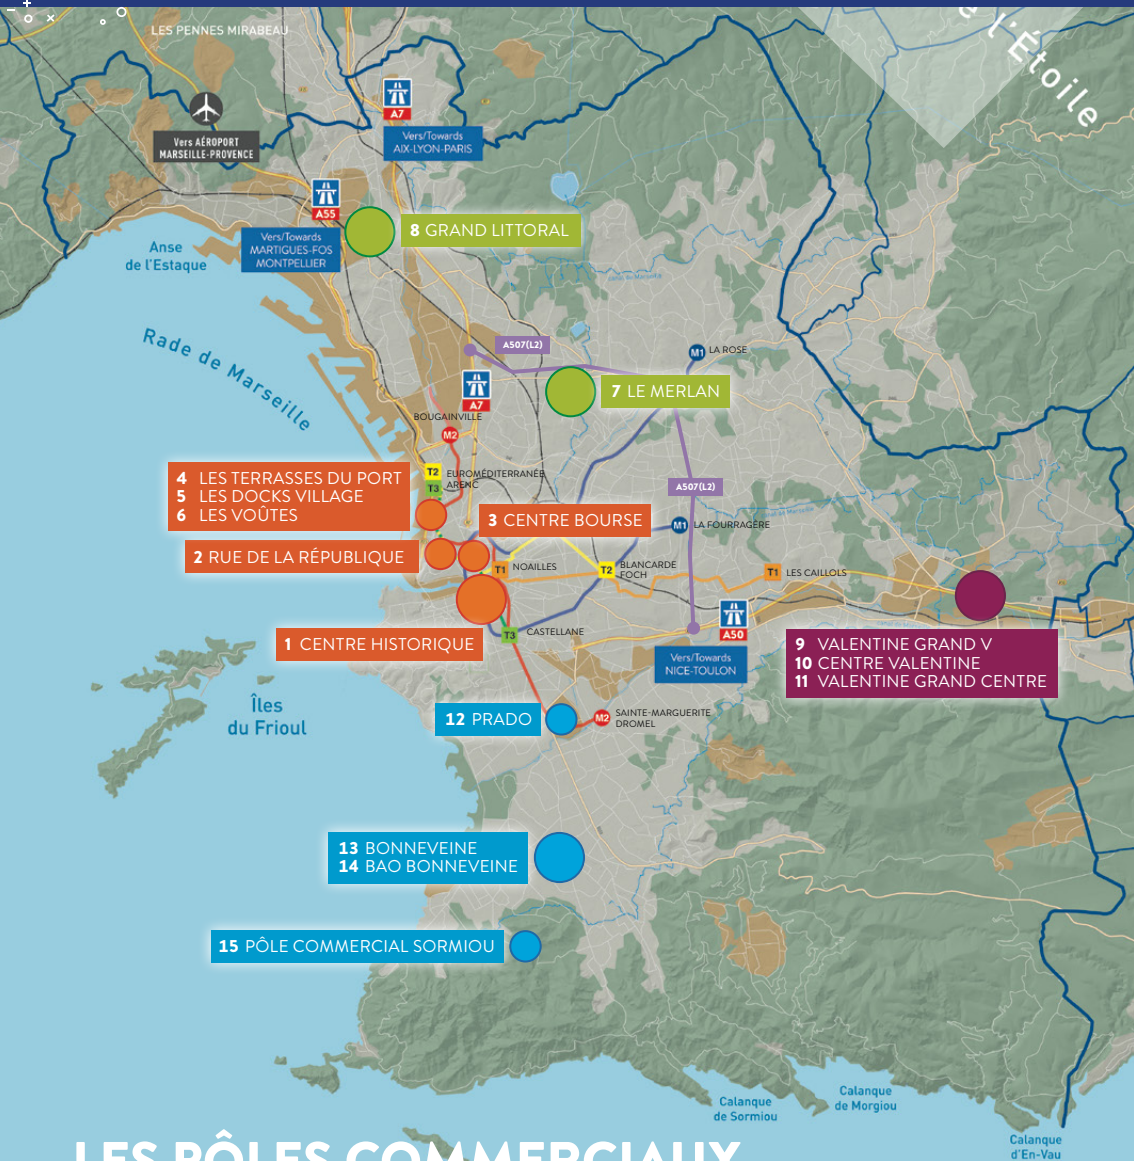 de l'Étoile
LES PENNES MIRABEAU
A7
Vers/Towards
AIX-LYON-PARIS
Vers AÉROPORT
MARSEILLE-PROVENCE
A55
Vers/Towards
MARTIGUES-FOS
MONTPELLIER
8 GRAND LITTORAL
Anse
de l'Estaque
Rade de Marseille
A507(L2)
M1 LA ROSE
A7
7 LE MERLAN
BOUGAINVILLE
M2
T2
T3
EUROMÉDITERRANÉE
ARENC
4 LES TERRASSES DU PORT
5 LES DOCKS VILLAGE
6 LES VOÛTES
A507(L2)
3 CENTRE BOURSE
M1 LA FOURRAGÈRE
2 RUE DE LA RÉPUBLIQUE
T1 NOAILLES
T2 BLANCARDE
FOCH
T1 LES CAILLOLS
1 CENTRE HISTORIQUE
T3 CASTELLANE
A50
Vers/Towards
NICE-TOULON
9 VALENTINE GRAND V
10 CENTRE VALENTINE
11 VALENTINE GRAND CENTRE
Îles
du Frioul
12 PRADO
M2 SAINTE-MARGUERITE
DROMEL
13 BONNEVEINE
14 BAO BONNEVEINE
15 PÔLE COMMERCIAL SORMIOU
Calanque
de Sormiou
Calanque
de Morgiou
Calanque
d'En-Vau
LES PÔLES COMMERCIAUX